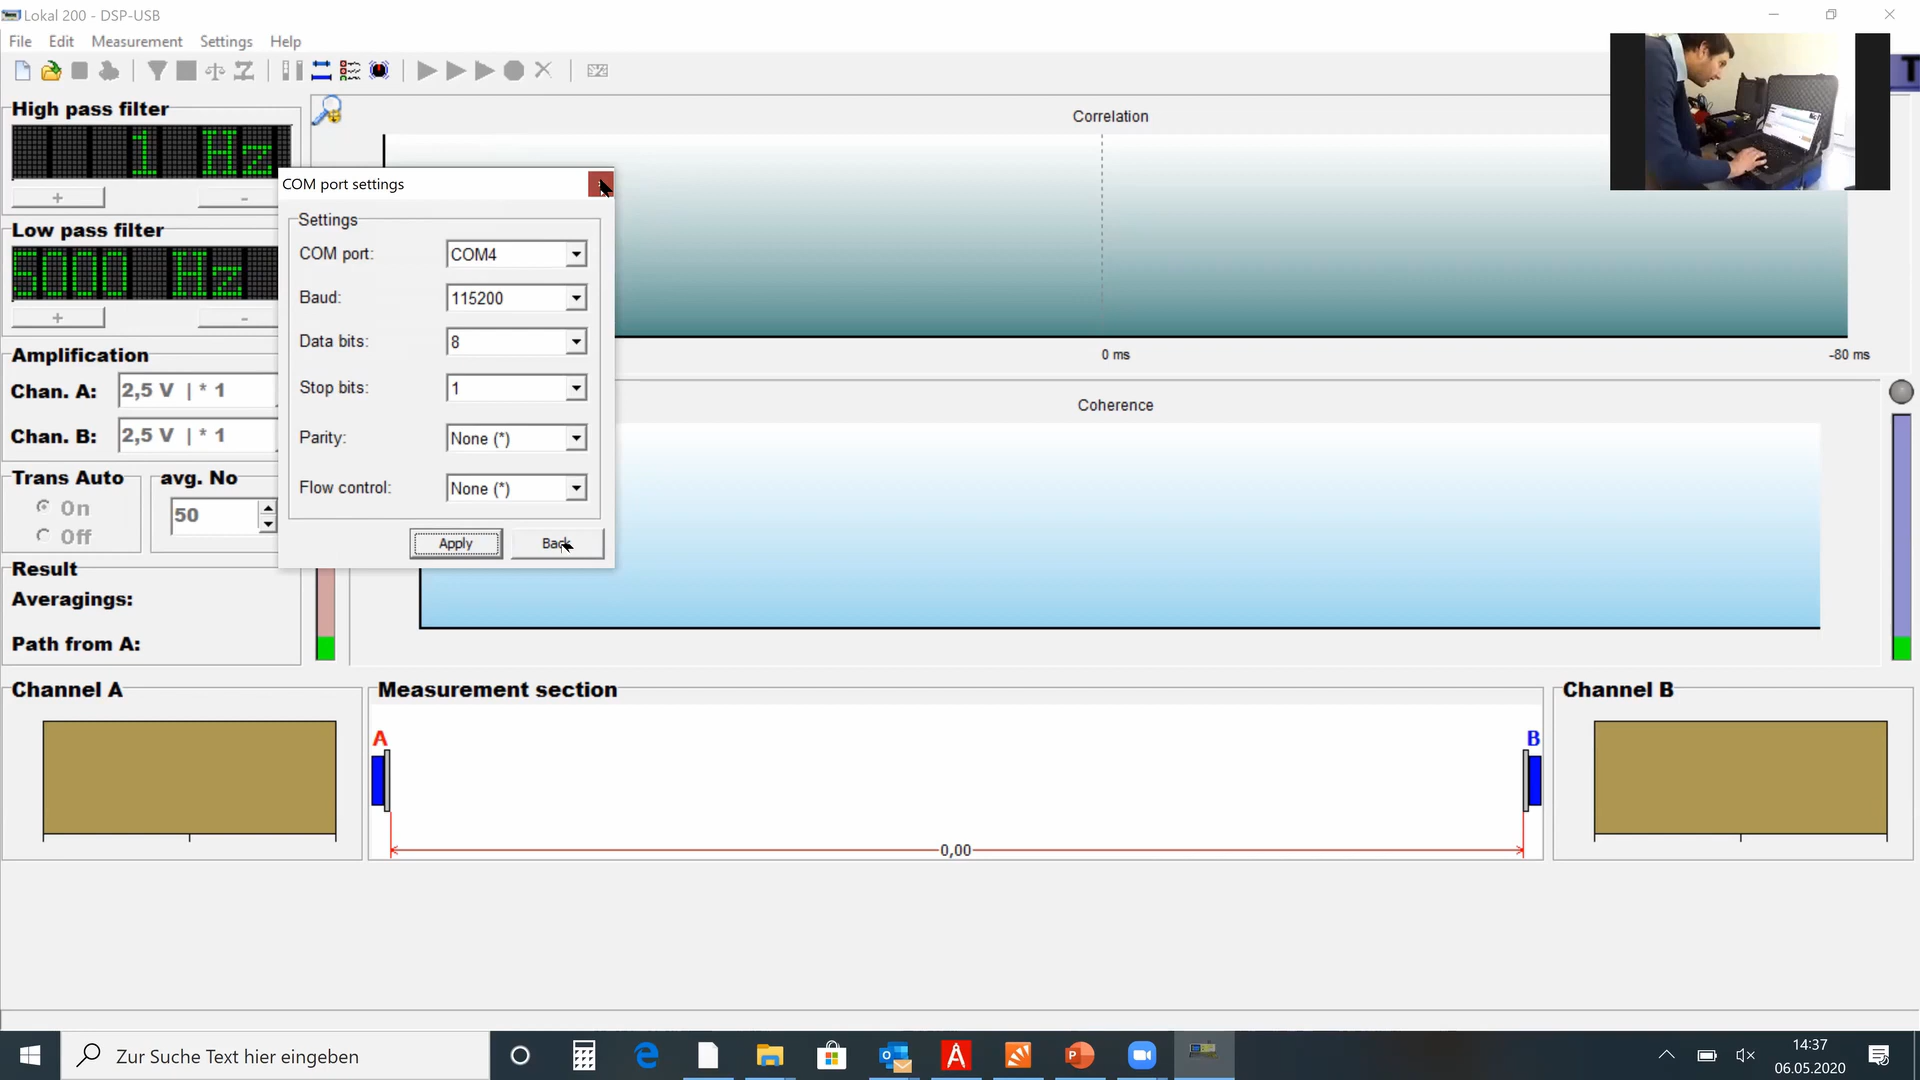 Lokal 200 - DSP-USB
File Edit Measurement Settings Help
High pass filter
1 Hz
+ -
Low pass filter
5000 Hz
+ -
Amplification
Chan. A: 2,5 V | * 1
Chan. B: 2,5 V | * 1
Trans Auto
On
Off
avg. No
50
Result
Averagings:
Path from A:
COM port settings
Settings
COM port: COM4
Baud: 115200
Data bits: 8
Stop bits: 1
Parity: None (*)
Flow control: None (*)
Apply Back
Correlation
0 ms -80 ms
Coherence
Channel A
Measurement section
A B
0,00
Channel B
Zur Suche Text hier eingeben
14:37
06.05.2020